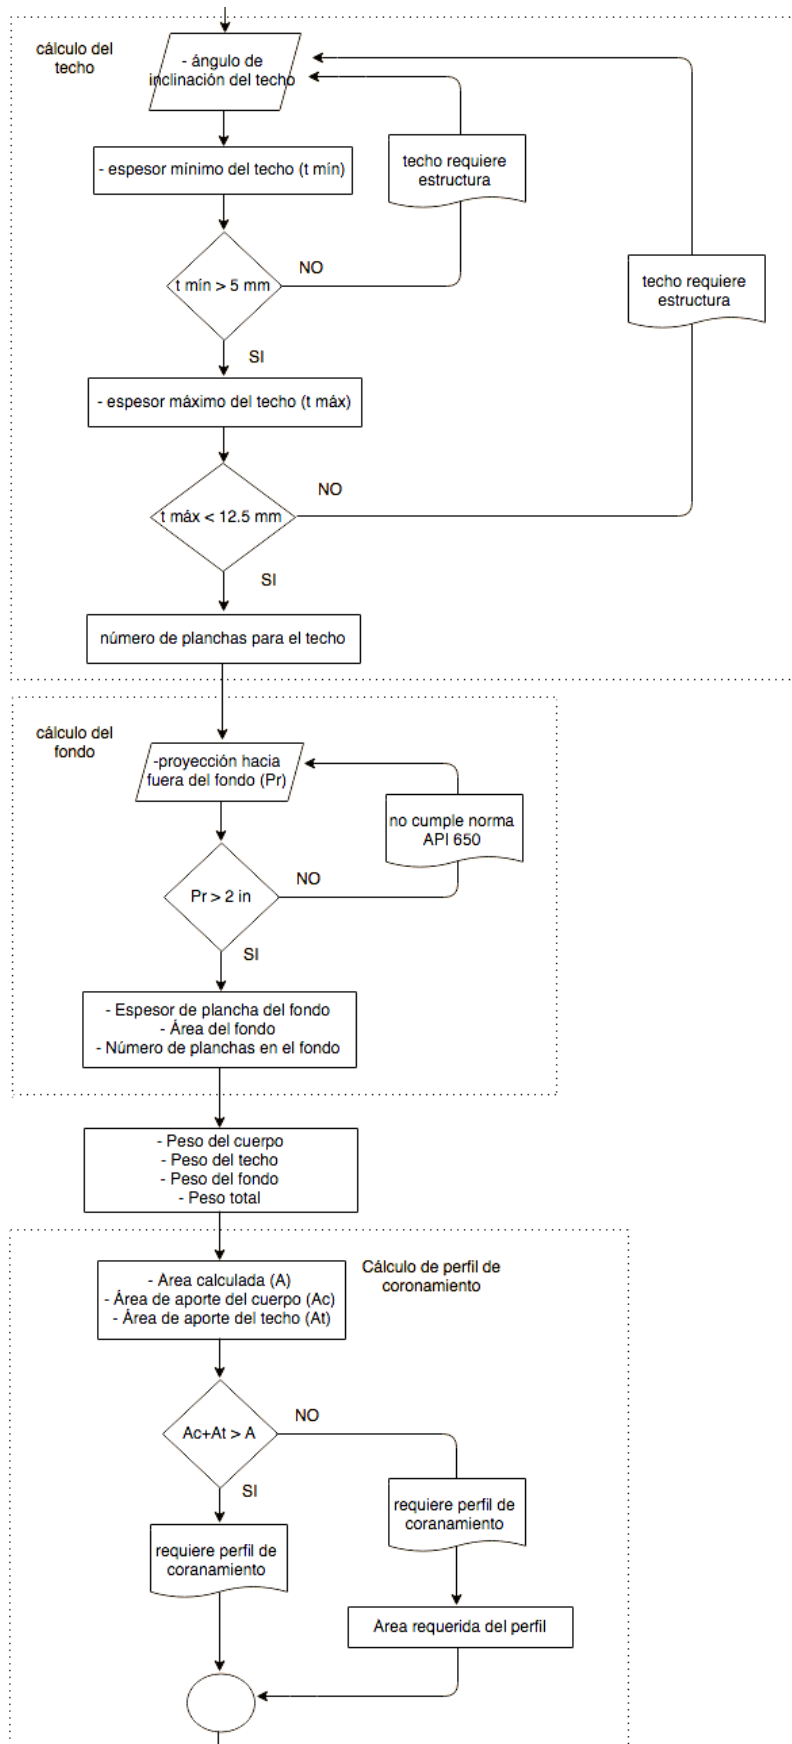 cálculo del
techo
- ángulo de
inclinación del techo
- espesor mínimo del techo (t mín)
techo requiere
estructura
t mín > 5 mm
NO
techo requiere
estructura
SI
- espesor máximo del techo (t máx)
t máx < 12.5 mm
NO
SI
número de planchas para el techo
cálculo del
fondo
-proyección hacia
fuera del fondo (Pr)
no cumple norma
API 650
Pr > 2 in
NO
SI
- Espesor de plancha del fondo
- Área del fondo
- Número de planchas en el fondo
- Peso del cuerpo
- Peso del techo
- Peso del fondo
- Peso total
Cálculo de perfil de
coronamiento
- Area calculada (A)
- Área de aporte del cuerpo (Ac)
- Área de aporte del techo (At)
Ac+At > A
NO
SI
requiere perfil de
coranamiento
requiere perfil de
coranamiento
Area requerida del perfil